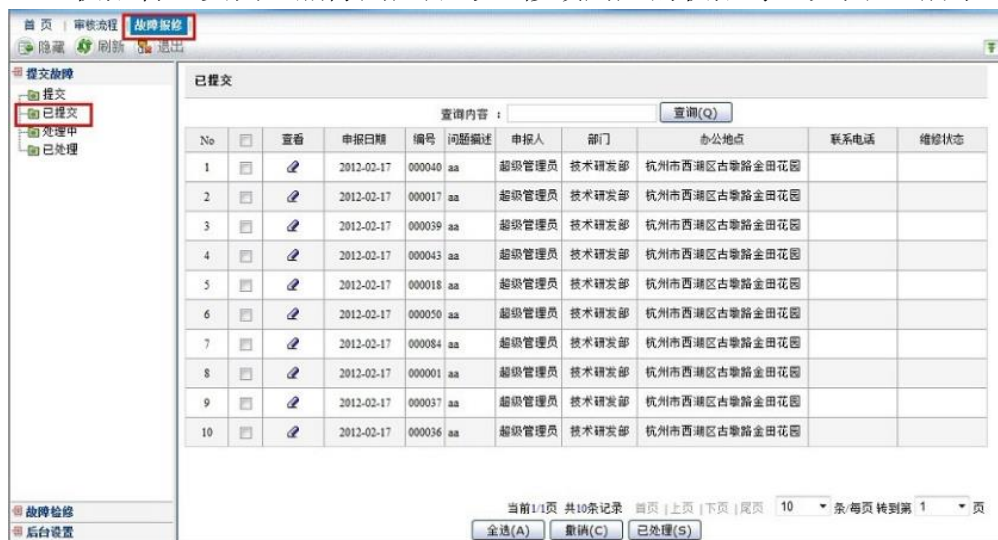 首 页 | 审核流程 故障报修
隐藏 刷新 退出
提交故障
提交
已提交
处理中
已处理
已提交
查询内容 : 查询(Q)
No 查看 申报日期 编号 问题描述 申报人 部门 办公地点 联系电话 维修状态
1 2012-02-17 000040 aa 超级管理员 技术研发部 杭州市西湖区古墩路金田花园
2 2012-02-17 000017 aa 超级管理员 技术研发部 杭州市西湖区古墩路金田花园
3 2012-02-17 000039 aa 超级管理员 技术研发部 杭州市西湖区古墩路金田花园
4 2012-02-17 000043 aa 超级管理员 技术研发部 杭州市西湖区古墩路金田花园
5 2012-02-17 000018 aa 超级管理员 技术研发部 杭州市西湖区古墩路金田花园
6 2012-02-17 000050 aa 超级管理员 技术研发部 杭州市西湖区古墩路金田花园
7 2012-02-17 000084 aa 超级管理员 技术研发部 杭州市西湖区古墩路金田花园
8 2012-02-17 000001 aa 超级管理员 技术研发部 杭州市西湖区古墩路金田花园
9 2012-02-17 000037 aa 超级管理员 技术研发部 杭州市西湖区古墩路金田花园
10 2012-02-17 000036 aa 超级管理员 技术研发部 杭州市西湖区古墩路金田花园
当前1/1页 共10条记录 首页 | 上页 | 下页 | 尾页 10 条/每页 转到第 1 页
全选(A) 撤销(C) 已处理(S)
故障检修
后台设置